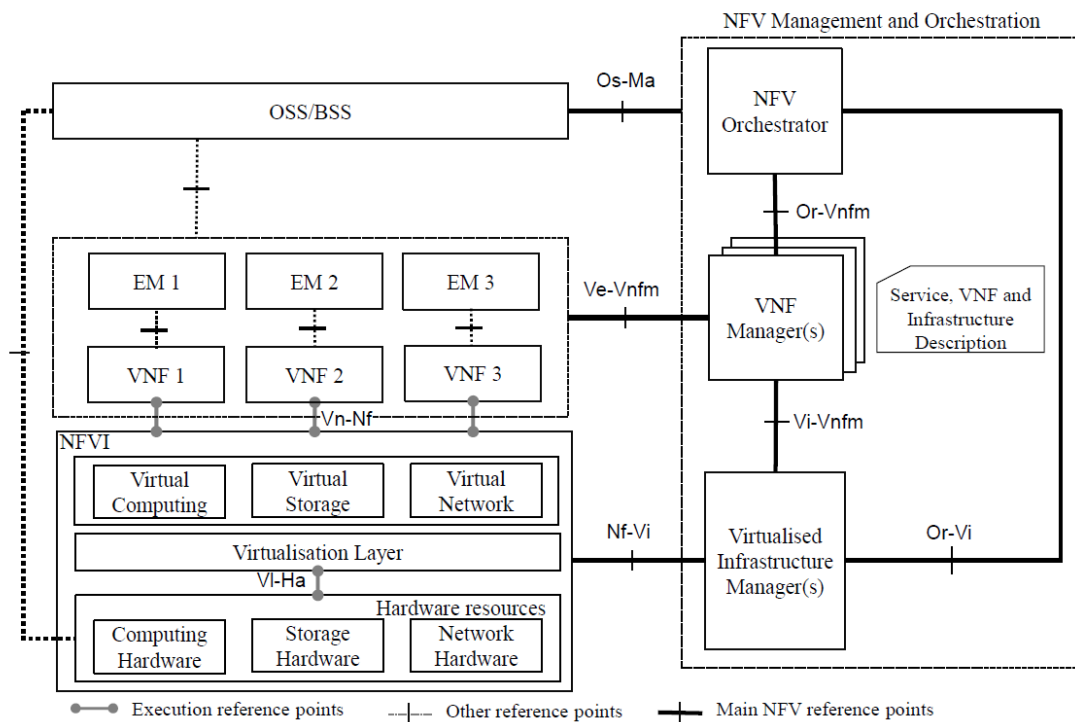 NFV Management and Orchestration
Os-Ma
OSS/BSS
NFV
Orchestrator
Or-Vnfm
EM 1
EM 2
EM 3
Ve-Vnfm
VNF
Manager(s)
Service, VNF and
Infrastructure
Description
VNF 1
VNF 2
VNF 3
Vn-Nf
Vi-Vnfm
NFVI
Virtual
Computing
Virtual
Storage
Virtual
Network
Nf-Vi
Virtualised
Infrastructure
Manager(s)
Or-Vi
Virtualisation Layer
Vl-Ha
Hardware resources
Computing
Hardware
Storage
Hardware
Network
Hardware
Execution reference points
Other reference points
Main NFV reference points